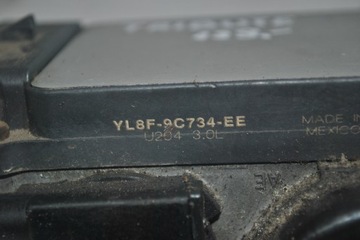 YL8F-9C734-EE
U204 3.0L
MADE IN
MEXICO